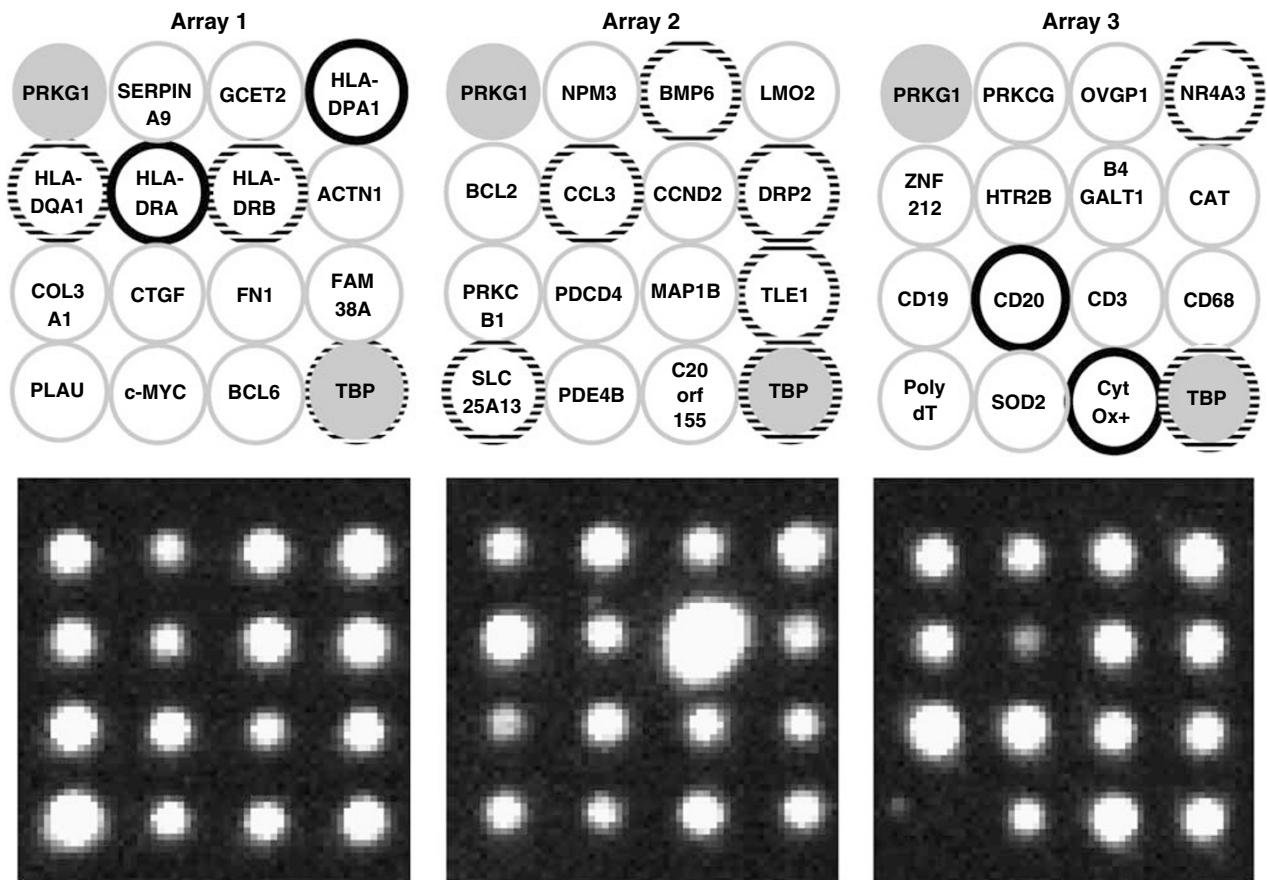 Array 1
Array 2
Array 3
PRKG1
SERPIN
A9
GCET2
HLA-
DPA1
HLA-
DQA1
HLA-
DRA
HLA-
DRB
ACTN1
COL3
A1
CTGF
FN1
FAM
38A
PLAU
c-MYC
BCL6
TBP
PRKG1
NPM3
BMP6
LMO2
BCL2
CCL3
CCND2
DRP2
PRKC
B1
PDCD4
MAP1B
TLE1
SLC
25A13
PDE4B
C20
orf
155
TBP
PRKG1
PRKCG
OVGP1
NR4A3
ZNF
212
HTR2B
B4
GALT1
CAT
CD19
CD20
CD3
CD68
Poly
dT
SOD2
Cyt
Ox+
TBP